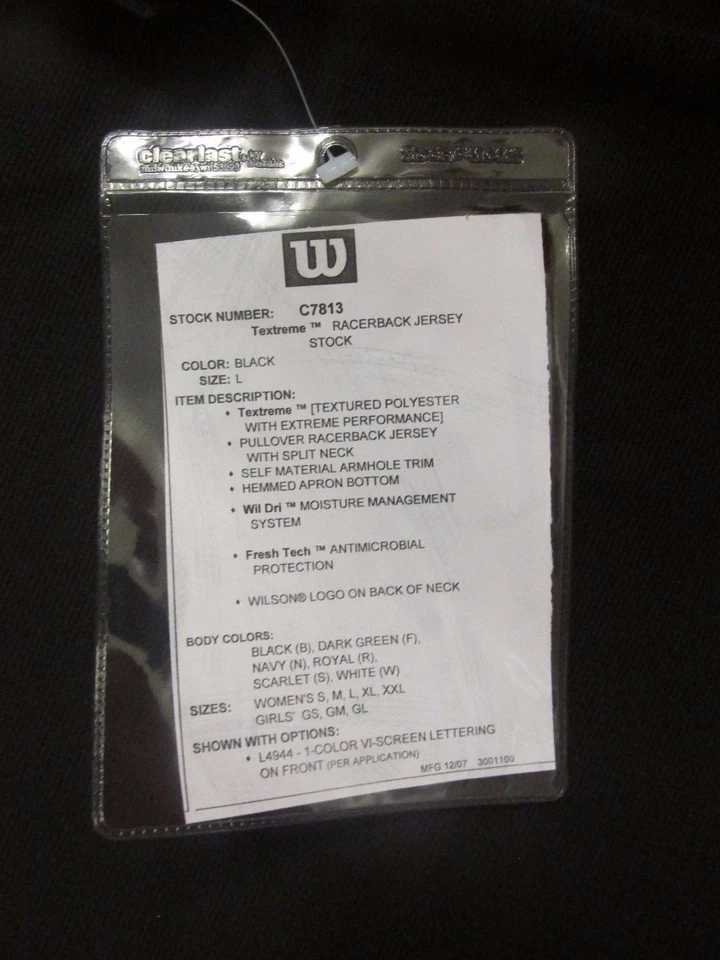 clearlast
W
STOCK NUMBER: C7813
Textreme ™ RACERBACK JERSEY
STOCK
COLOR: BLACK
SIZE: L
ITEM DESCRIPTION:
• Textreme ™ [TEXTURED POLYESTER
WITH EXTREME PERFORMANCE]
• PULLOVER RACERBACK JERSEY
WITH SPLIT NECK
• SELF MATERIAL ARMHOLE TRIM
• HEMMED APRON BOTTOM
• Wil Dri ™ MOISTURE MANAGEMENT
SYSTEM
• Fresh Tech ™ ANTIMICROBIAL
PROTECTION
• WILSON® LOGO ON BACK OF NECK
BODY COLORS:
BLACK (B), DARK GREEN (F),
NAVY (N), ROYAL (R),
SCARLET (S), WHITE (W)
SIZES: WOMEN'S S, M, L, XL, XXL
GIRLS' GS, GM, GL
SHOWN WITH OPTIONS:
• L4944 - 1-COLOR VI-SCREEN LETTERING
ON FRONT (PER APPLICATION)
MFG 12/07 3001100